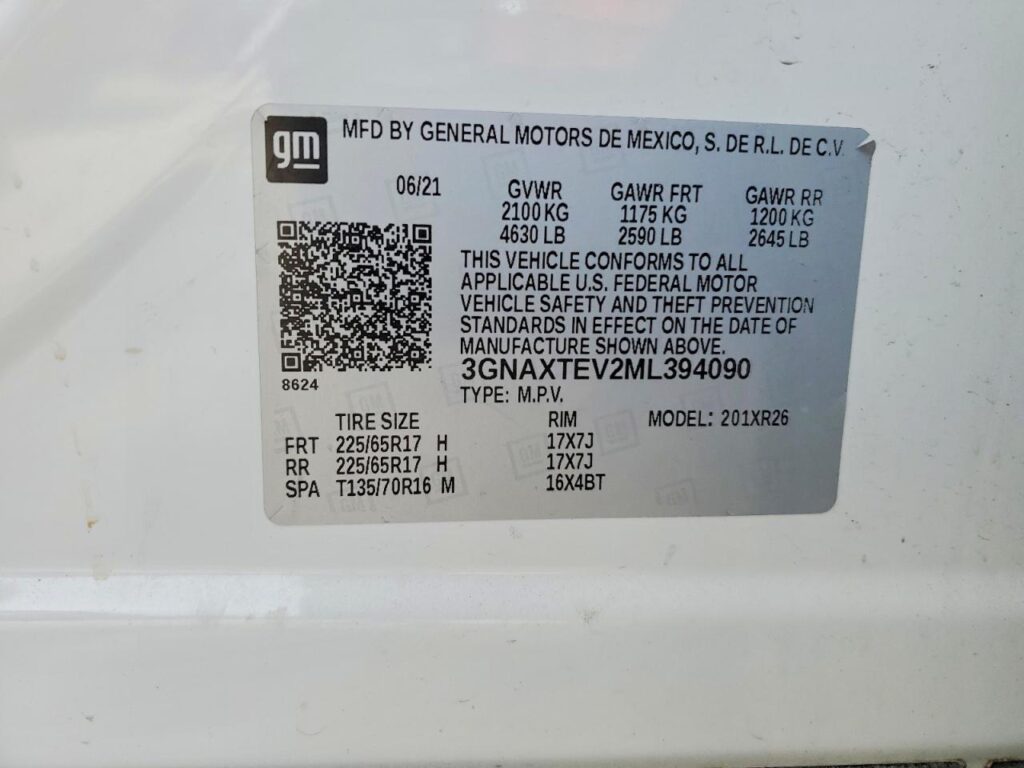 gm MFD BY GENERAL MOTORS DE MEXICO, S. DE R.L. DE C.V.
06/21 GVWR GAWR FRT GAWR RR
2100 KG 1175 KG 1200 KG
4630 LB 2590 LB 2645 LB
THIS VEHICLE CONFORMS TO ALL
APPLICABLE U.S. FEDERAL MOTOR
VEHICLE SAFETY AND THEFT PREVENTION
STANDARDS IN EFFECT ON THE DATE OF
MANUFACTURE SHOWN ABOVE.
3GNAXTEV2ML394090
8624
TYPE: M.P.V.
TIRE SIZE RIM MODEL: 201XR26
FRT 225/65R17 H 17X7J
RR 225/65R17 H 17X7J
SPA T135/70R16 M 16X4BT